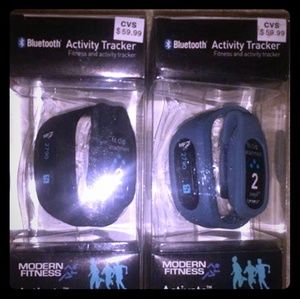 CVS
$59.99
Bluetooth® Activity Tracker
Fitness and activity tracker
MODERN
FITNESS
CVS
$59.99
Bluetooth® Activity Tracker
Fitness and activity tracker
2
MODERN
FITNESS